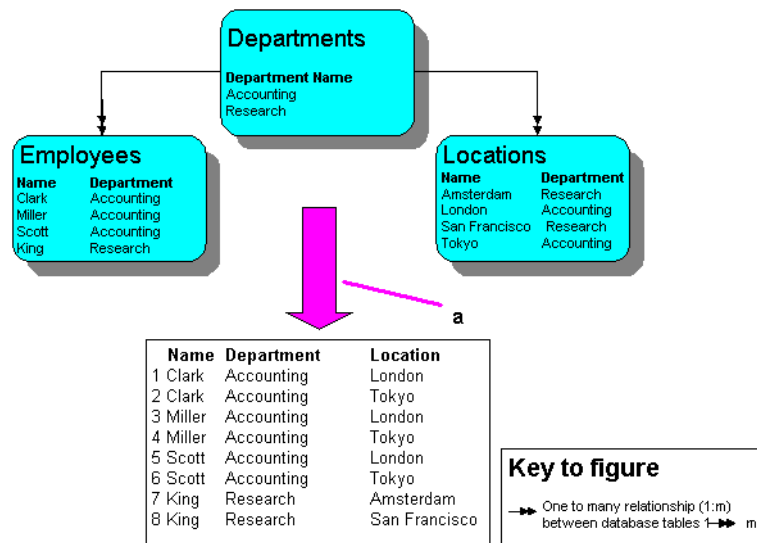 Departments
Department Name
Accounting
Research
Employees
Name Department
Clark Accounting
Miller Accounting
Scott Accounting
King Research
Locations
Name Department
Amsterdam Research
London Accounting
San Francisco Research
Tokyo Accounting
a
Name Department Location
1 Clark Accounting London
2 Clark Accounting Tokyo
3 Miller Accounting London
4 Miller Accounting Tokyo
5 Scott Accounting London
6 Scott Accounting Tokyo
7 King Research Amsterdam
8 King Research San Francisco
Key to figure
One to many relationship (1:m)
between database tables 1 m